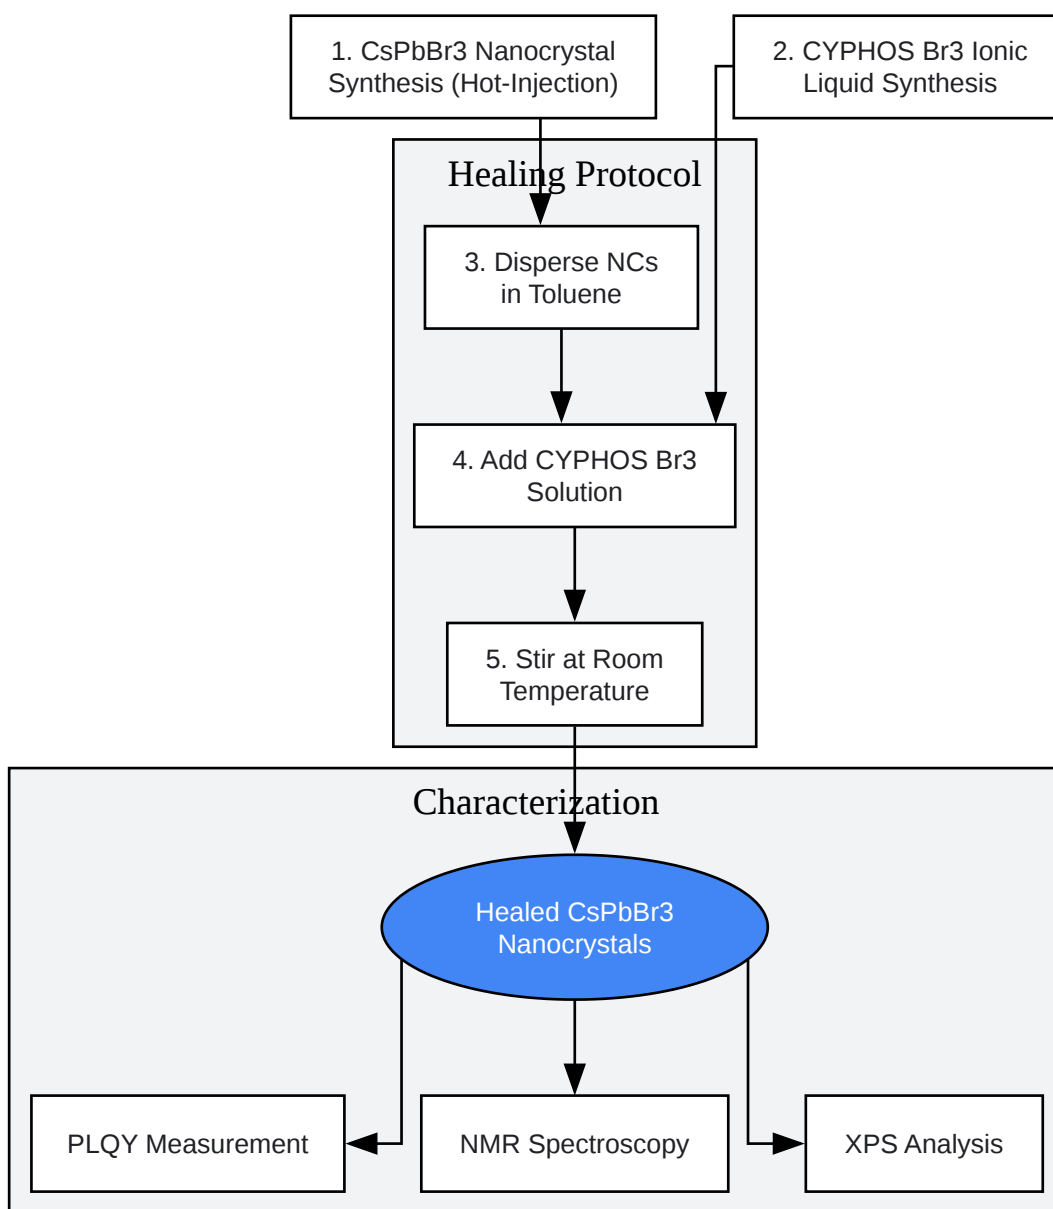 1. CsPbBr3 Nanocrystal
Synthesis (Hot-Injection)
2. CYPHOS Br3 Ionic
Liquid Synthesis
Healing Protocol
3. Disperse NCs
in Toluene
4. Add CYPHOS Br3
Solution
5. Stir at Room
Temperature
Characterization
Healed CsPbBr3
Nanocrystals
PLQY Measurement
NMR Spectroscopy
XPS Analysis